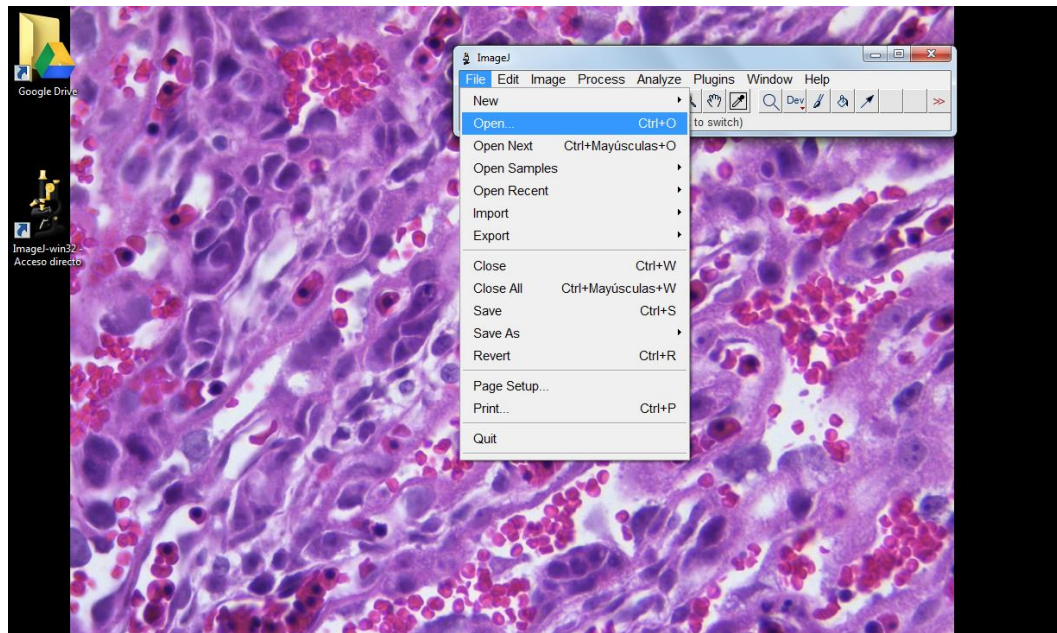 Google Drive
ImageJ-win32 -
Acceso directo
ImageJ
File Edit Image Process Analyze Plugins Window Help
Dev
>>
to switch)
New
Open... Ctrl+O
Open Next Ctrl+Mayúsculas+O
Open Samples
Open Recent
Import
Export
Close Ctrl+W
Close All Ctrl+Mayúsculas+W
Save Ctrl+S
Save As
Revert Ctrl+R
Page Setup...
Print... Ctrl+P
Quit